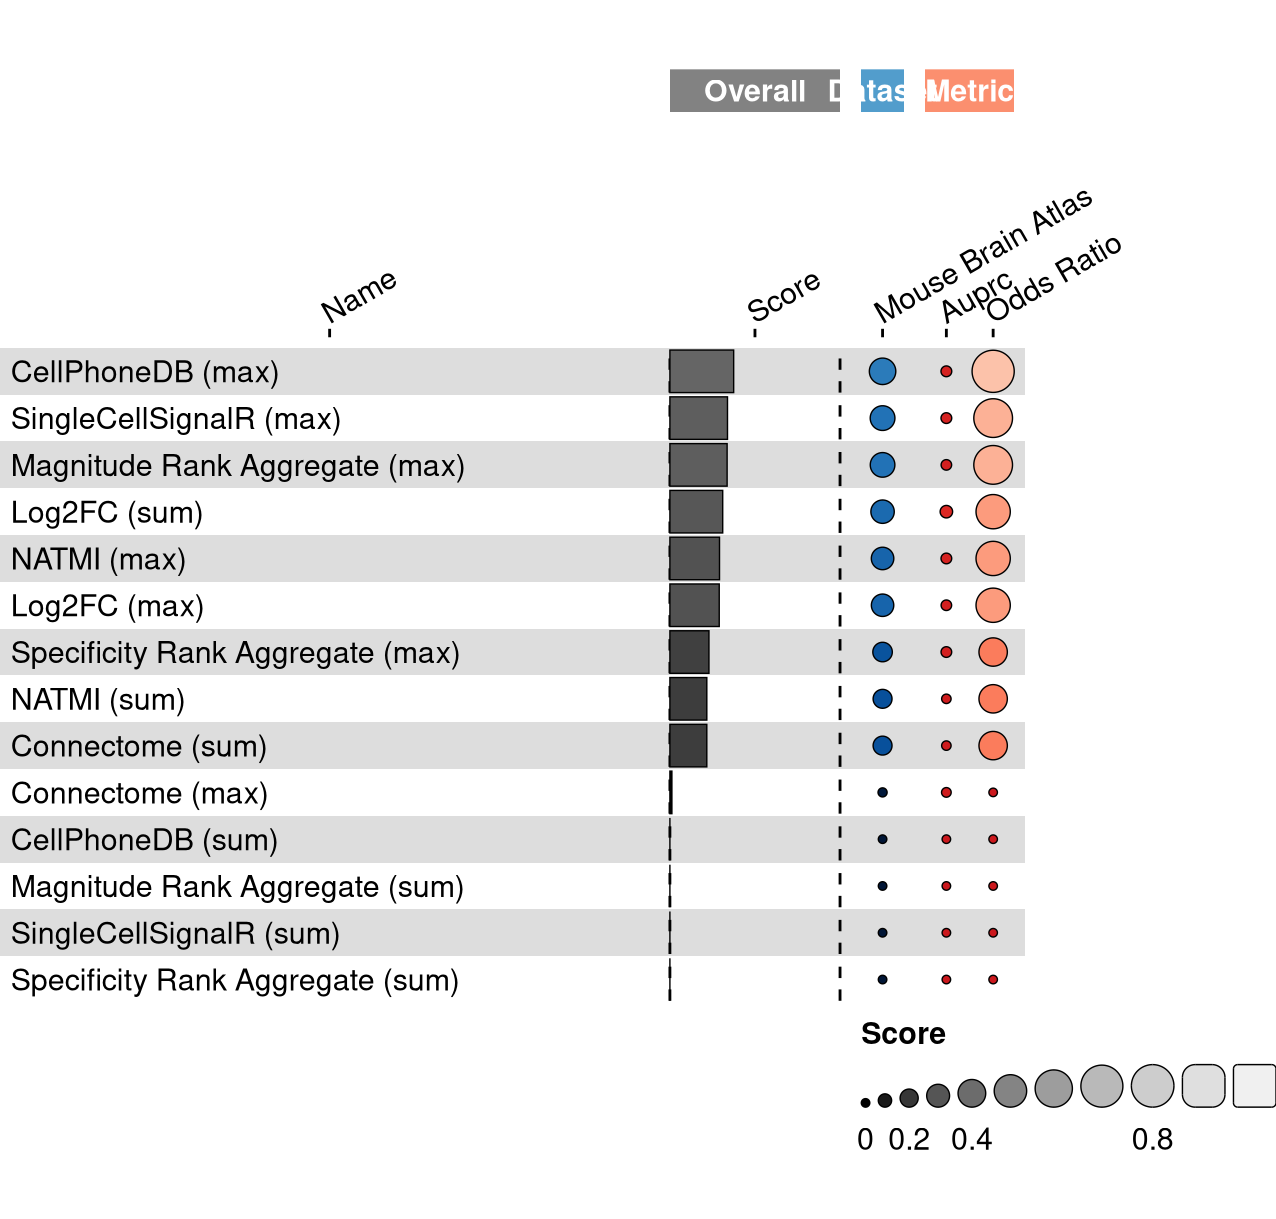 Overall Dataset Metric
Name Score Mouse Brain Atlas Auprc Odds Ratio
CellPhoneDB (max)
SingleCellSignalR (max)
Magnitude Rank Aggregate (max)
Log2FC (sum)
NATMI (max)
Log2FC (max)
Specificity Rank Aggregate (max)
NATMI (sum)
Connectome (sum)
Connectome (max)
CellPhoneDB (sum)
Magnitude Rank Aggregate (sum)
SingleCellSignalR (sum)
Specificity Rank Aggregate (sum)
Score
0 0.2 0.4 0.8